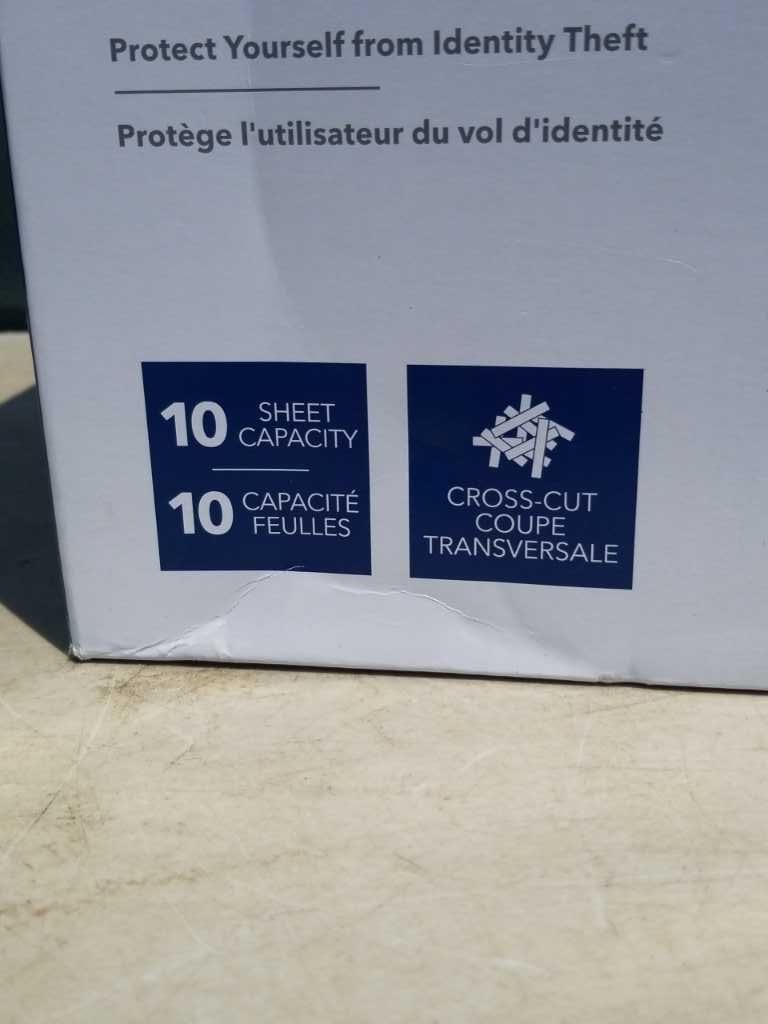 Protect Yourself from Identity Theft
Protège l'utilisateur du vol d'identité
10 SHEET
CAPACITY
10 CAPACITÉ
FEULLES
CROSS-CUT
COUPE
TRANSVERSALE